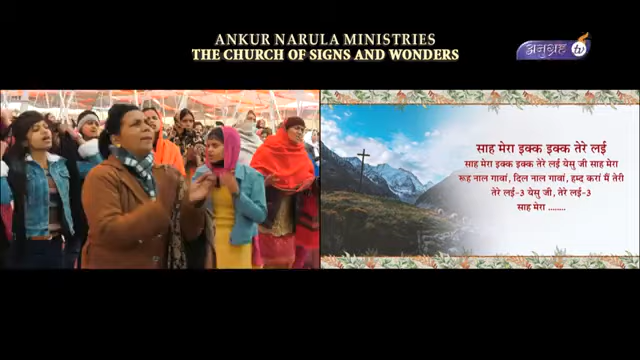 ANKUR NARULA MINISTRIES
THE CHURCH OF SIGNS AND WONDERS
अनुग्रह tv
साह मेरा इक्क इक्क तेरे लई
साह मेरा इक्क इक्क तेरे लई येसु जी साह मेरा
रूह नाल गावां, दिल नाल गावां, हम्द करां मैं तेरी
तेरे लई-3 येसु जी, तेरे लई-3
साह मेरा ........